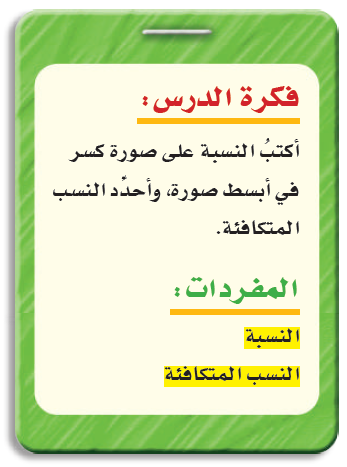 فكرة الدرس:
أكتبُ النسبة على صورة كسر
في أبسط صورة، وأحدِّد النسب
المتكافئة.
المفردات:
النسبة
النسب المتكافئة